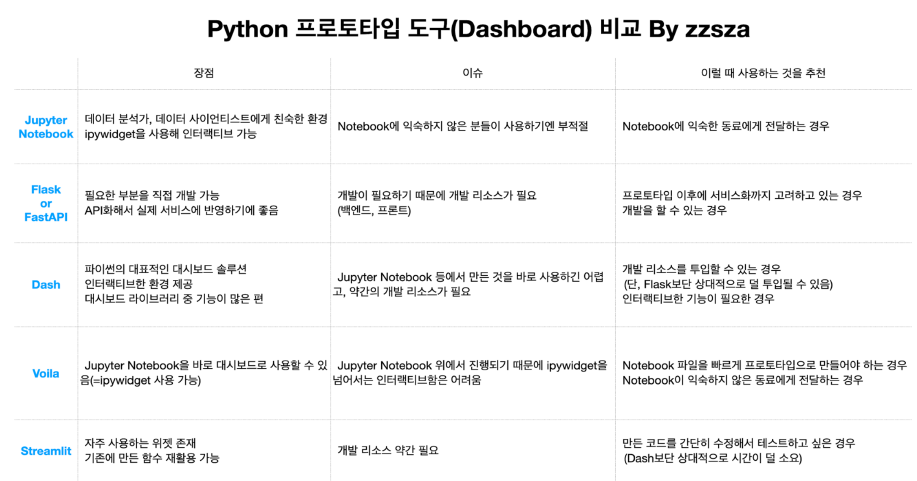 Python 프로토타입 도구(Dashboard) 비교 By zzsza
장점
이슈
이럴 때 사용하는 것을 추천
Jupyter
Notebook
데이터 분석가, 데이터 사이언티스트에게 친숙한 환경
ipywidget을 사용해 인터랙티브 가능
Notebook에 익숙하지 않은 분들이 사용하기엔 부적절
Notebook에 익숙한 동료에게 전달하는 경우
Flask
or
FastAPI
필요한 부분을 직접 개발 가능
API화해서 실제 서비스에 반영하기에 좋음
개발이 필요하기 때문에 개발 리소스가 필요
(백엔드, 프론트)
프로토타입 이후에 서비스화까지 고려하고 있는 경우
개발을 할 수 있는 경우
Dash
파이썬의 대표적인 대시보드 솔루션
인터랙티브한 환경 제공
대시보드 라이브러리 중 기능이 많은 편
Jupyter Notebook 등에서 만든 것을 바로 사용하긴 어렵
고, 약간의 개발 리소스가 필요
개발 리소스를 투입할 수 있는 경우
(단, Flask보단 상대적으로 덜 투입될 수 있음)
인터랙티브한 기능이 필요한 경우
Voila
Jupyter Notebook을 바로 대시보드로 사용할 수 있
음(=ipywidget 사용 가능)
Jupyter Notebook 위에서 진행되기 때문에 ipywidget을
넘어서는 인터랙티브함은 어려움
Notebook 파일을 빠르게 프로토타입으로 만들어야 하는 경우
Notebook이 익숙하지 않은 동료에게 전달하는 경우
Streamlit
자주 사용하는 위젯 존재
기존에 만든 함수 재활용 가능
개발 리소스 약간 필요
만든 코드를 간단히 수정해서 테스트하고 싶은 경우
(Dash보단 상대적으로 시간이 덜 소요)